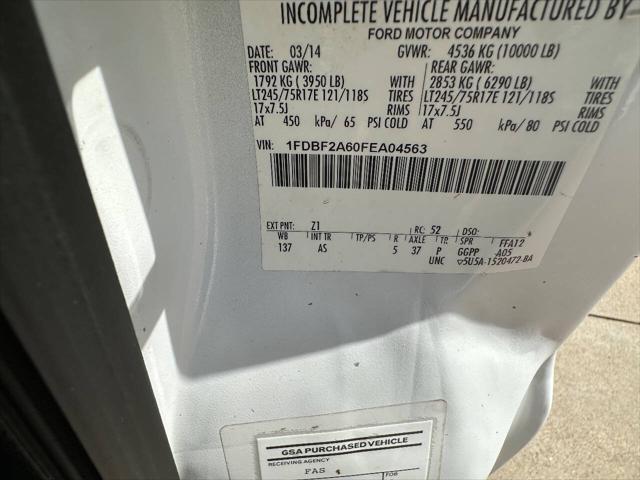 INCOMPLETE VEHICLE MANUFACTURED BY
FORD MOTOR COMPANY
DATE: 03/14 GVWR: 4536 KG (10000 LB)
FRONT GAWR: REAR GAWR:
1792 KG ( 3950 LB) WITH 2853 KG ( 6290 LB) WITH
LT245/75R17E 121/118S TIRES LT245/75R17E 121/118S TIRES
17x7.5J RIMS 17x7.5J RIMS
AT 450 kPa/ 65 PSI COLD AT 550 kPa/ 80 PSI COLD
VIN: 1FDBF2A60FEA04563
EXT PNT: Z1 RC: 52 DSO:
WB INT TR TP/PS R AXLE TR SPR FFA12
137 AS 5 37 P GGPP A05
UNC 5U5A-1520472-BA
GSA PURCHASED VEHICLE
RECEIVING AGENCY
FAS FOB